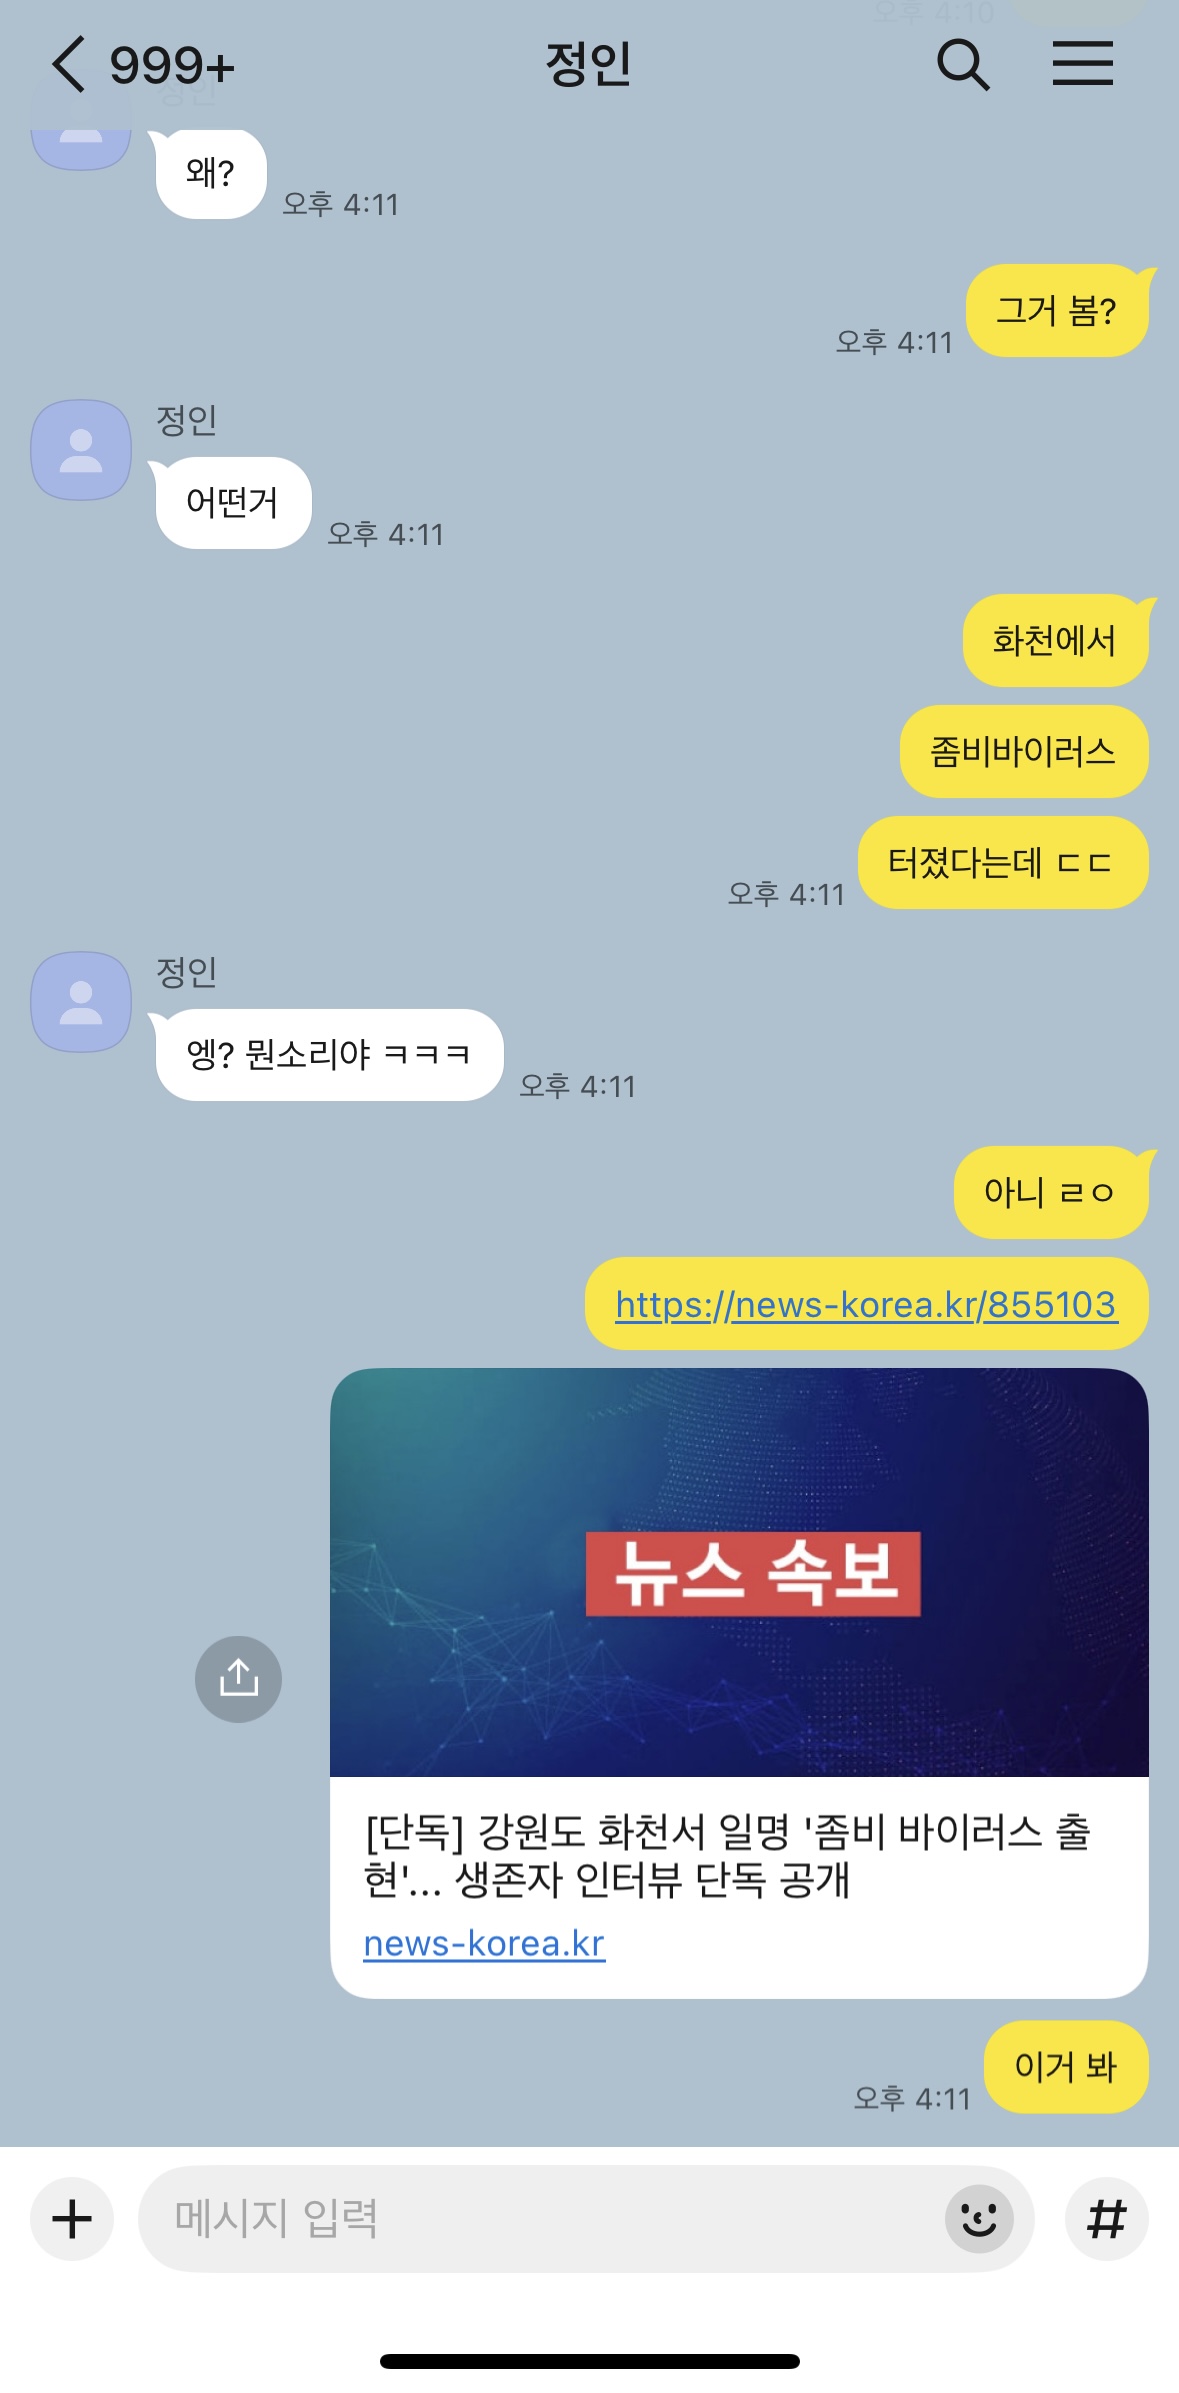 오후 4:10
999+
정인
정인
왜?
오후 4:11
그거 봄?
오후 4:11
정인
어떤거
오후 4:11
화천에서
좀비바이러스
터졌다는데 ㄷㄷ
오후 4:11
정인
엥? 뭔소리야 ㅋㅋㅋ
오후 4:11
아니 ㄹㅇ
https://news-korea.kr/855103
뉴스 속보
[단독] 강원도 화천서 일명 '좀비 바이러스 출
현'... 생존자 인터뷰 단독 공개
news-korea.kr
이거 봐
오후 4:11
메시지 입력
#